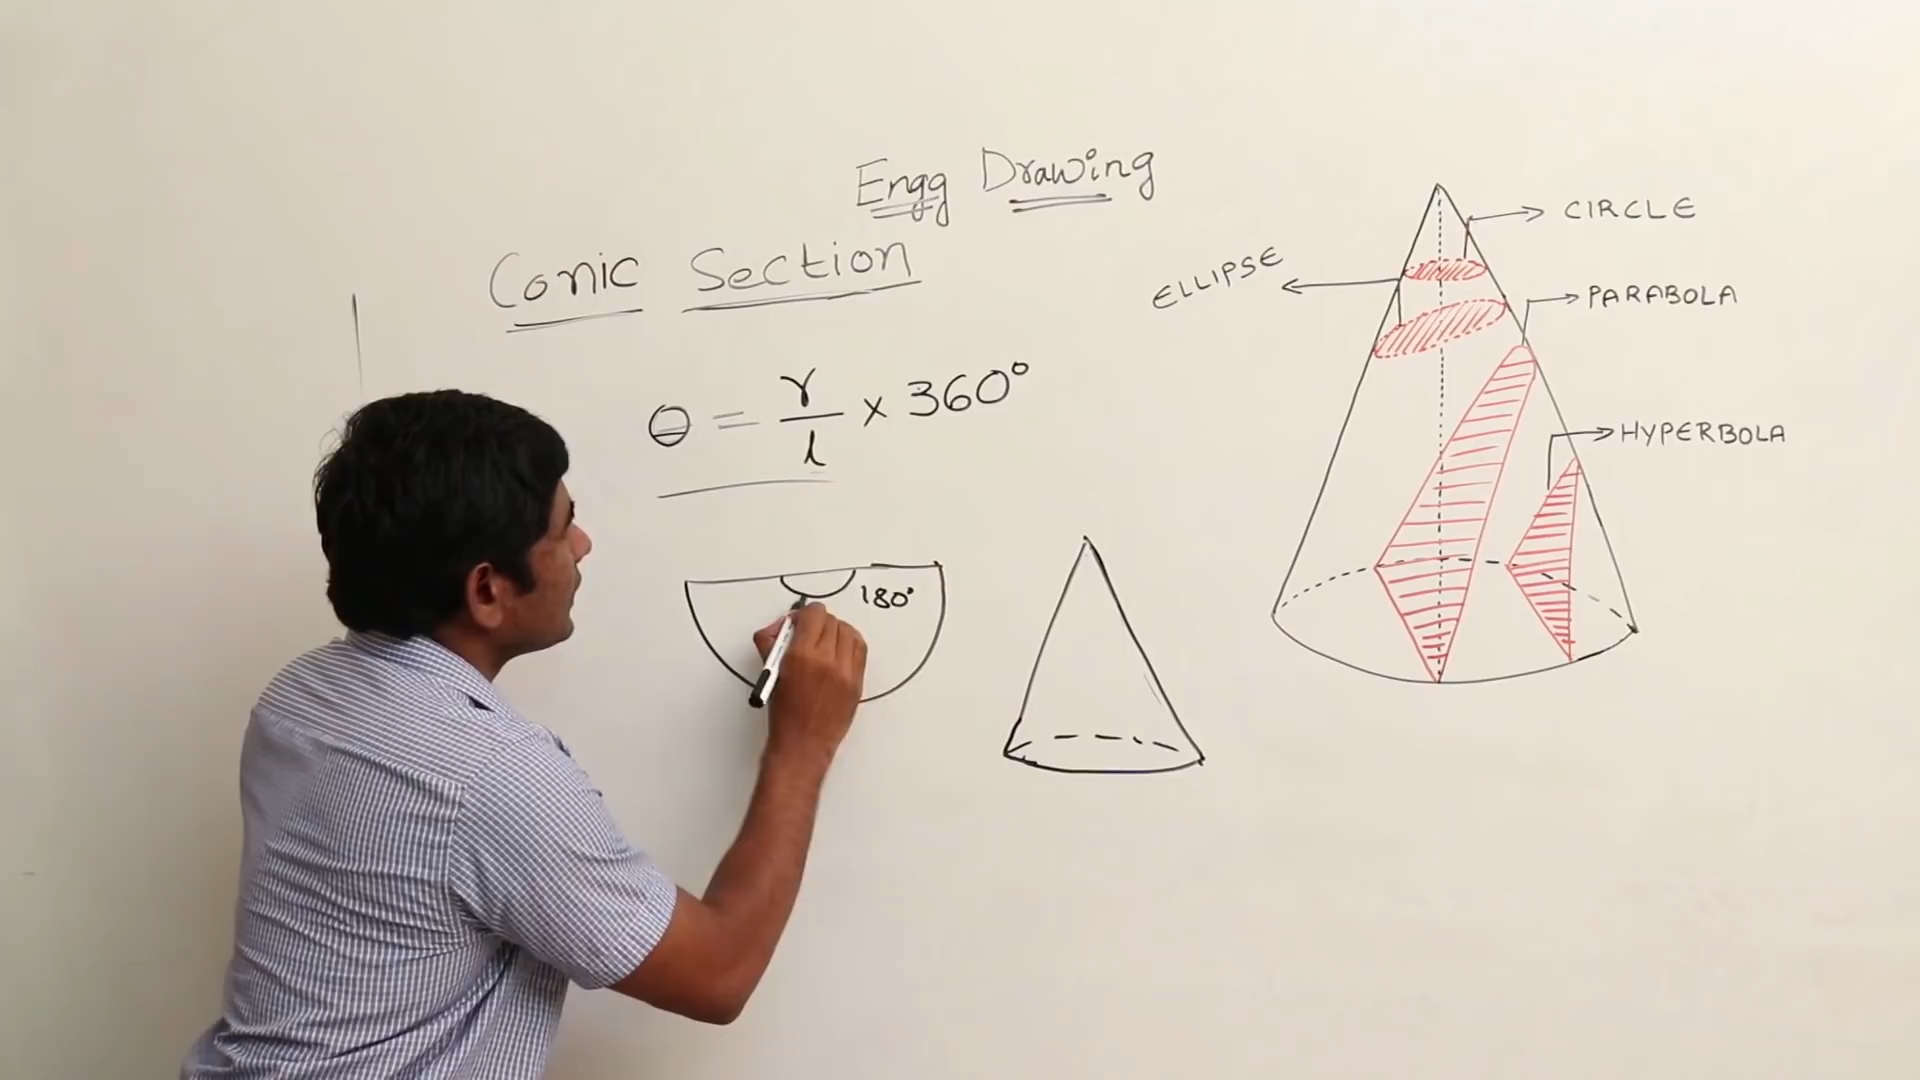 Engg Drawing
Conic Section
θ = r/l × 360°
180°
CIRCLE
ELLIPSE
PARABOLA
HYPERBOLA